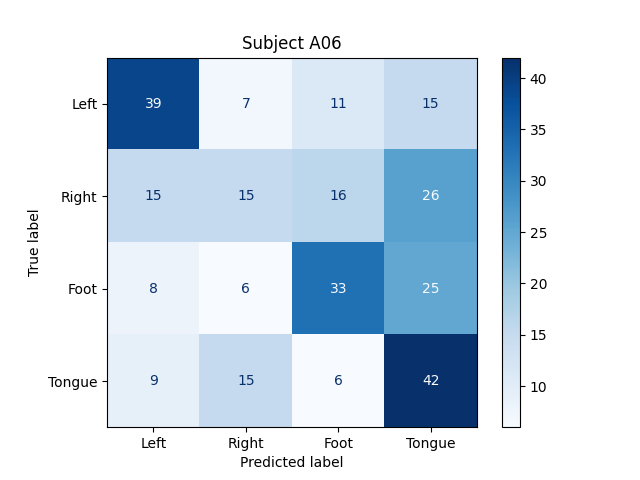 Subject A06
True label
Left 39 7 11 15
Right 15 15 16 26
Foot 8 6 33 25
Tongue 9 15 6 42
Left Right Foot Tongue
Predicted label
40
35
30
25
20
15
10